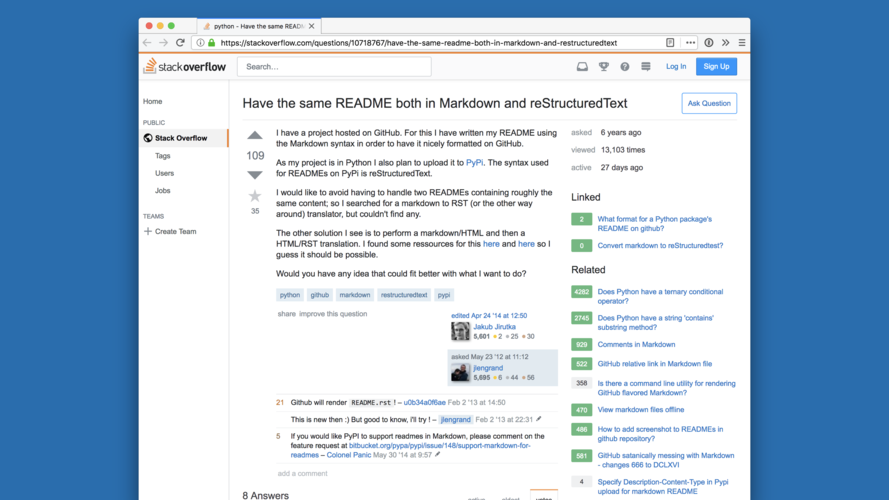 python - Have the same READM
https://stackoverflow.com/questions/10718767/have-the-same-readme-both-in-markdown-and-restructuredtext
stackoverflow
Search…
Log In
Sign Up
Home
PUBLIC
Stack Overflow
Tags
Users
Jobs
TEAMS
Create Team
Have the same README both in Markdown and reStructuredText
Ask Question
109
35
I have a project hosted on GitHub. For this I have written my README using
the Markdown syntax in order to have it nicely formatted on GitHub.
As my project is in Python I also plan to upload it to PyPi. The syntax used
for READMEs on PyPi is reStructuredText.
I would like to avoid having to handle two READMEs containing roughly the
same content; so I searched for a markdown to RST (or the other way
around) translator, but couldn't find any.
The other solution I see is to perform a markdown/HTML and then a
HTML/RST translation. I found some ressources for this here and here so I
guess it should be possible.
Would you have any idea that could fit better with what I want to do?
python github markdown restructuredtext pypi
share improve this question
edited Apr 24 '14 at 12:50
Jakub Jirutka
5,601 2 25 30
asked May 23 '12 at 11:12
jlengrand
5,695 6 44 56
21 Github will render README.rst ! – u0b34a0f6ae Feb 2 '13 at 14:50
This is new then :) But good to know, i'll try ! – jlengrand Feb 2 '13 at 22:31
5 If you would like PyPI to support readmes in Markdown, please comment on the
feature request at bitbucket.org/pypa/pypi/issue/148/support-markdown-for-
readmes – Colonel Panic May 30 '14 at 9:57
add a comment
8 Answers
active oldest votes
asked 6 years ago
viewed 13,103 times
active 27 days ago
Linked
2 What format for a Python package's
README on github?
0 Convert markdown to reStructuredtest?
Related
4282 Does Python have a ternary conditional
operator?
2745 Does Python have a string 'contains'
substring method?
929 Comments in Markdown
522 GitHub relative link in Markdown file
358 Is there a command line utility for rendering
GitHub flavored Markdown?
470 View markdown files offline
486 How to add screenshot to READMEs in
github repository?
581 GitHub satanically messing with Markdown
- changes 666 to DCLXVI
4 Specify Description-Content-Type in Pypi
upload for markdown README